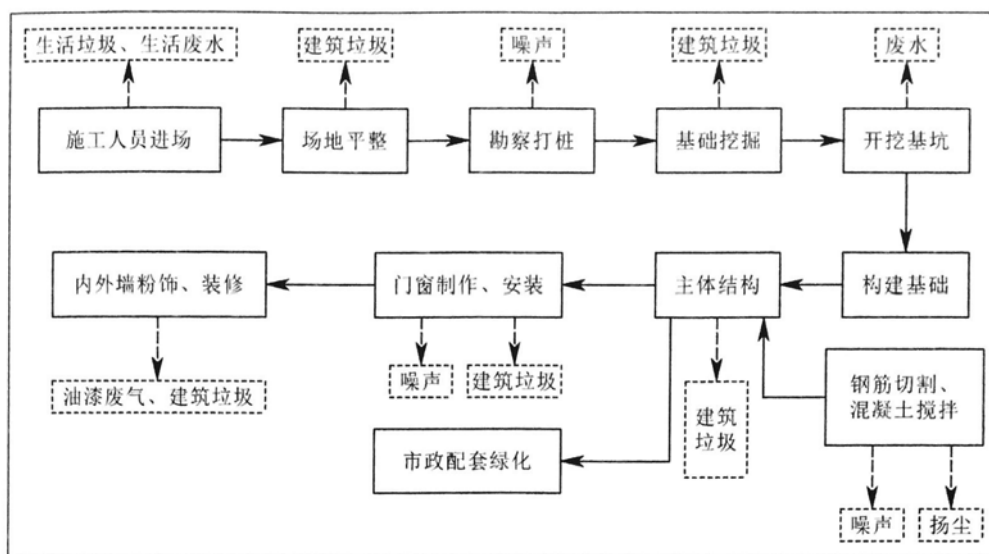 生活垃圾、生活废水
建筑垃圾
噪声
建筑垃圾
废水
施工人员进场
场地平整
勘察打桩
基础挖掘
开挖基坑
内外墙粉饰、装修
门窗制作、安装
主体结构
构建基础
油漆废气、建筑垃圾
噪声
建筑垃圾
建筑
垃圾
钢筋切割、
混凝土搅拌
市政配套绿化
噪声
扬尘